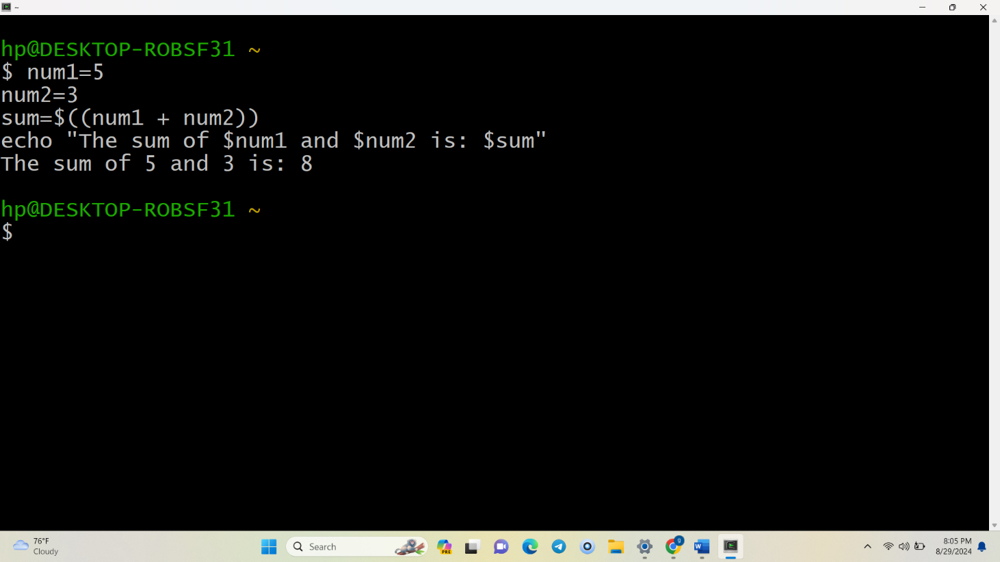 ~
hp@DESKTOP-ROBSF31 ~
$ num1=5
num2=3
sum=$((num1 + num2))
echo "The sum of $num1 and $num2 is: $sum"
The sum of 5 and 3 is: 8
hp@DESKTOP-ROBSF31 ~
$
76°F
Cloudy
Search
PRE
g
W
8:05 PM
8/29/2024